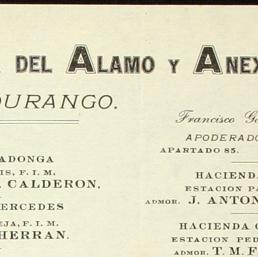 DEL ALAMO Y ANEX
DURANGO.
Francisco
APODERADO
APARTADO 85.
ADONGA
IS, F. I. M.
CALDERON,
MERCEDES
EJA, F. I. M.
HERRAN.
HACIENDA
ESTACION
ADMOR. J. ANTON
HACIENDA
ESTACION PED
ADMOR. T. M. F